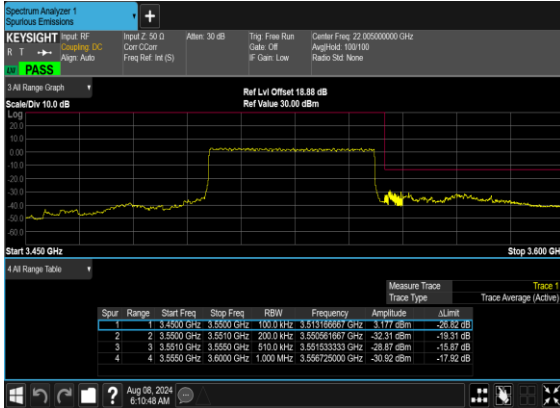 Spectrum Analyzer 1
Spurious Emissions
+
KEYSIGHT Input: RF Input Z: 50 Ω Atten: 30 dB Trig: Free Run Center Freq: 22.005000000 GHz
R T Coupling: DC Corr CCorr Gate: Off Avg|Hold: 100/100
Align: Auto Freq Ref: Int (S) IF Gain: Low Radio Std: None
PASS
3 All Range Graph
Ref Lvl Offset 18.88 dB
Scale/Div 10.0 dB Ref Value 30.00 dBm
Log
20.0
10.0
0.00
-10.0
-20.0
-30.0
-40.0
-50.0
-60.0
Start 3.450 GHz Stop 3.600 GH
4 All Range Table
Measure Trace Trace 1
Trace Type Trace Average (Active)
Spur Range Start Freq Stop Freq RBW Frequency Amplitude ΔLimit
1 1 3.4500 GHz 3.5500 GHz 100.0 kHz 3.513166667 GHz 3.177 dBm -26.82 dB
2 2 3.5500 GHz 3.5510 GHz 200.0 kHz 3.550561667 GHz -32.31 dBm -19.31 dB
3 3 3.5510 GHz 3.5550 GHz 510.0 kHz 3.551533333 GHz -28.87 dBm -15.87 dB
4 4 3.5550 GHz 3.6000 GHz 1.000 MHz 3.556725000 GHz -30.92 dBm -17.92 dB
? Aug 08, 2024
6:10:48 AM